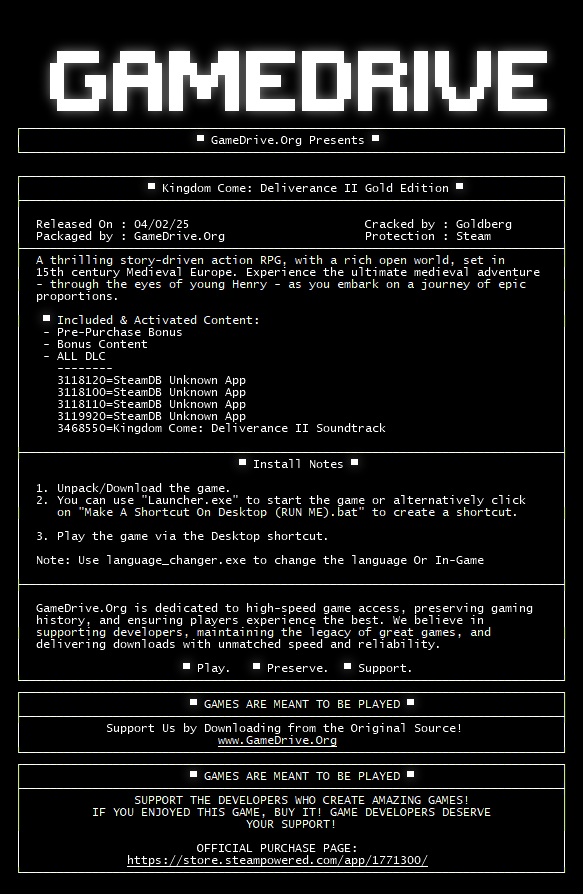 GAMEDRIVE
GameDrive.Org Presents
Kingdom Come: Deliverance II Gold Edition
Released On : 04/02/25 Cracked by : Goldberg
Packaged by : GameDrive.Org Protection : Steam
A thrilling story-driven action RPG, with a rich open world, set in
15th century Medieval Europe. Experience the ultimate medieval adventure
- through the eyes of young Henry - as you embark on a journey of epic
proportions.
Included & Activated Content:
- Pre-Purchase Bonus
- Bonus Content
- ALL DLC
--------
3118120=SteamDB Unknown App
3118100=SteamDB Unknown App
3118110=SteamDB Unknown App
3119920=SteamDB Unknown App
3468550=Kingdom Come: Deliverance II Soundtrack
Install Notes
1. Unpack/Download the game.
2. You can use "Launcher.exe" to start the game or alternatively click
on "Make A Shortcut On Desktop (RUN ME).bat" to create a shortcut.
3. Play the game via the Desktop shortcut.
Note: Use language_changer.exe to change the language Or In-Game
GameDrive.Org is dedicated to high-speed game access, preserving gaming
history, and ensuring players experience the best. We believe in
supporting developers, maintaining the legacy of great games, and
delivering downloads with unmatched speed and reliability.
Play. Preserve. Support.
GAMES ARE MEANT TO BE PLAYED
Support Us by Downloading from the Original Source!
www.GameDrive.Org
GAMES ARE MEANT TO BE PLAYED
SUPPORT THE DEVELOPERS WHO CREATE AMAZING GAMES!
IF YOU ENJOYED THIS GAME, BUY IT! GAME DEVELOPERS DESERVE
YOUR SUPPORT!
OFFICIAL PURCHASE PAGE:
https://store.steampowered.com/app/1771300/